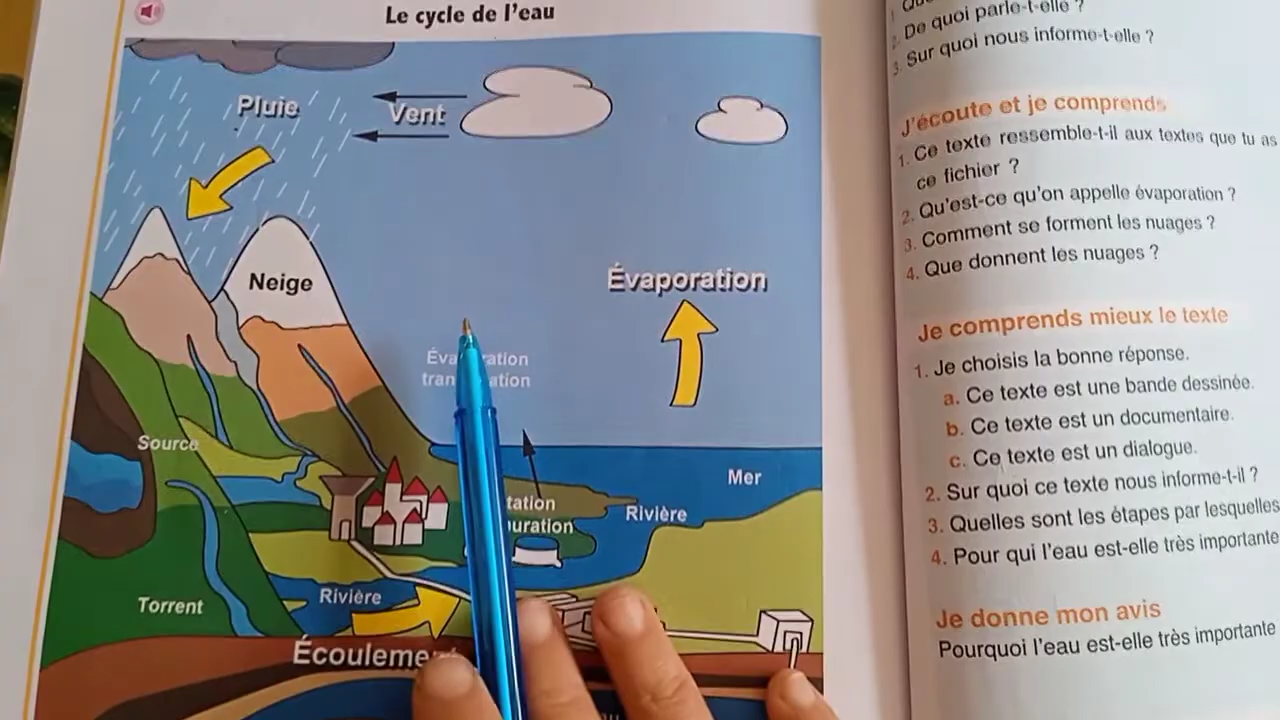 Le cycle de l'eau
Pluie
Vent
Neige
Évaporation
Source
Mer
Rivière
Rivière
Torrent
De quoi parle-t-elle ?
3. Sur quoi nous informe-t-elle ?
J'écoute et je comprends
1. Ce texte ressemble-t-il aux textes que tu as
ce fichier ?
2. Qu'est-ce qu'on appelle évaporation ?
3. Comment se forment les nuages ?
4. Que donnent les nuages ?
Je comprends mieux le texte
1. Je choisis la bonne réponse.
a. Ce texte est une bande dessinée.
b. Ce texte est un documentaire.
c. Ce texte est un dialogue.
2. Sur quoi ce texte nous informe-t-il ?
3. Quelles sont les étapes par lesquelles
4. Pour qui l'eau est-elle très importante
Je donne mon avis
Pourquoi l'eau est-elle très importante